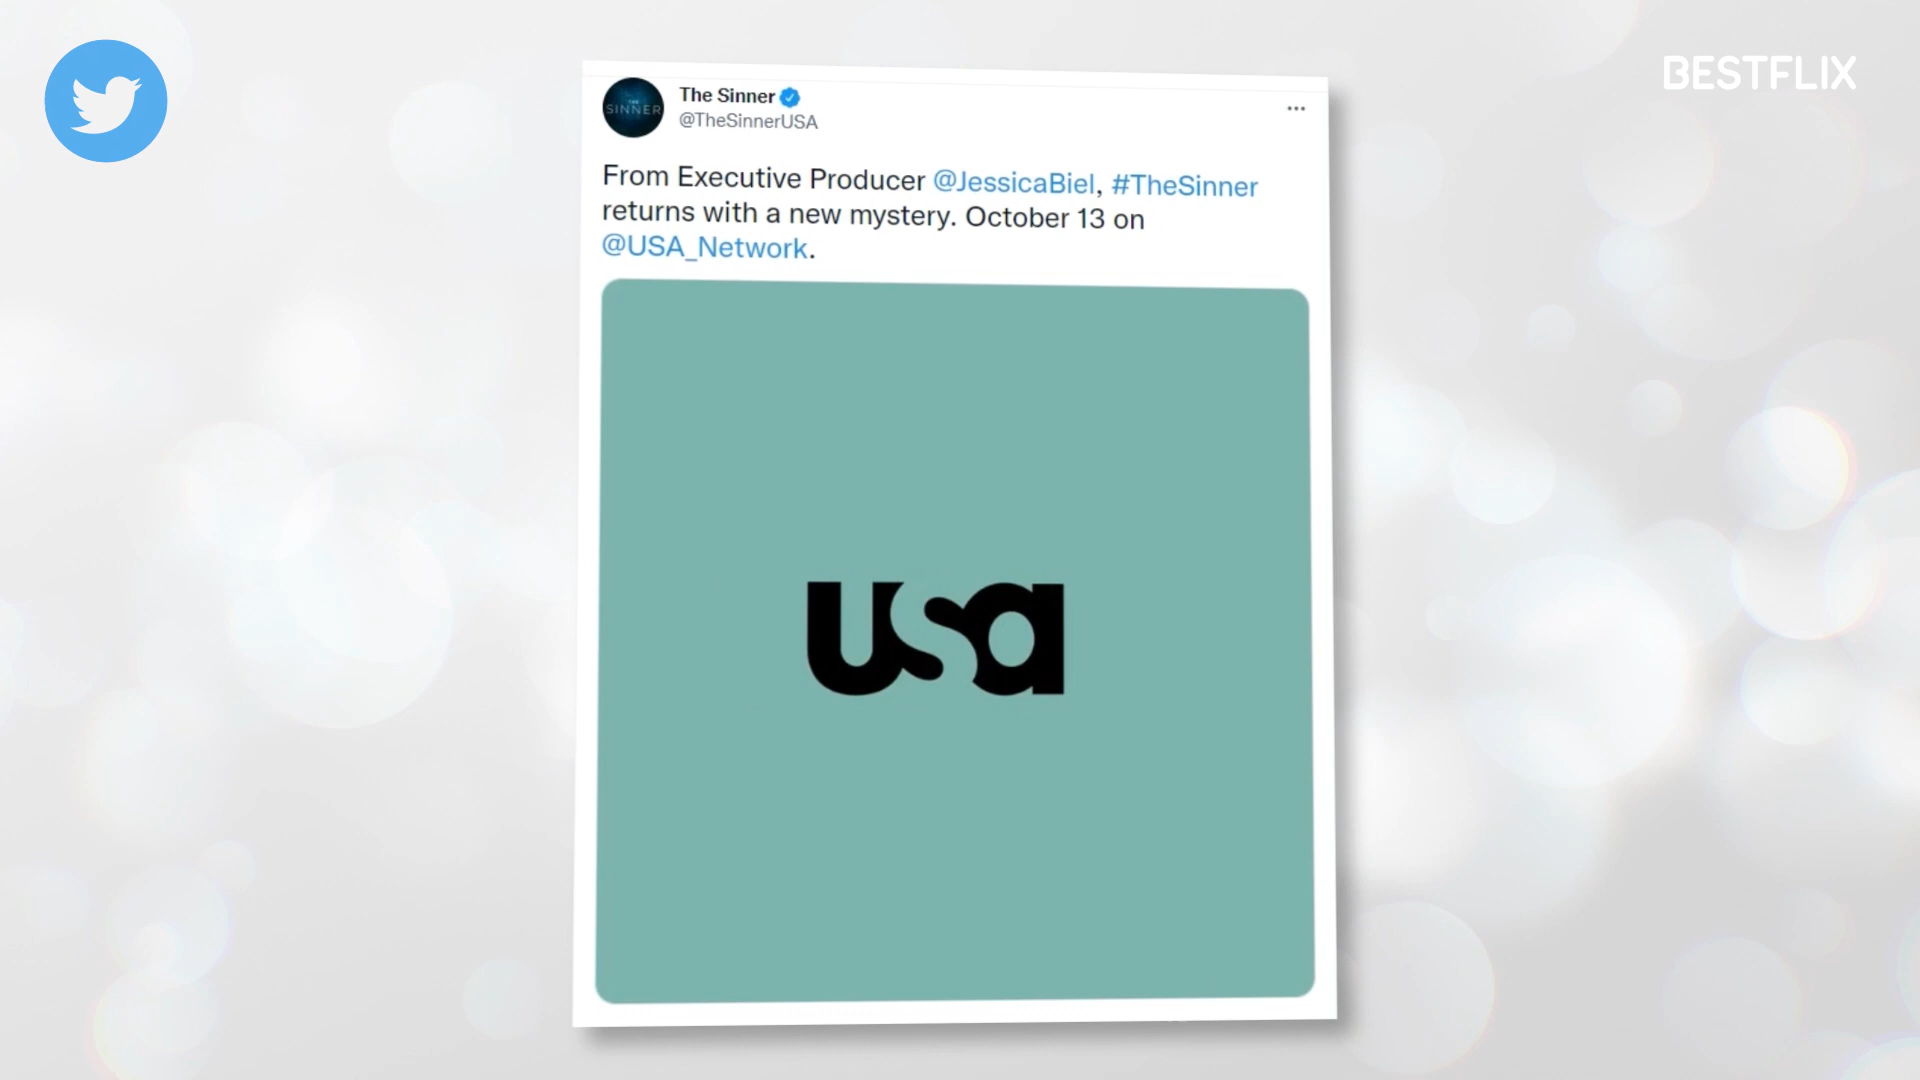 BESTFLIX
The Sinner
@TheSinnerUSA
THE
SINNER
From Executive Producer @JessicaBiel, #TheSinner
returns with a new mystery. October 13 on
@USA_Network.
usa